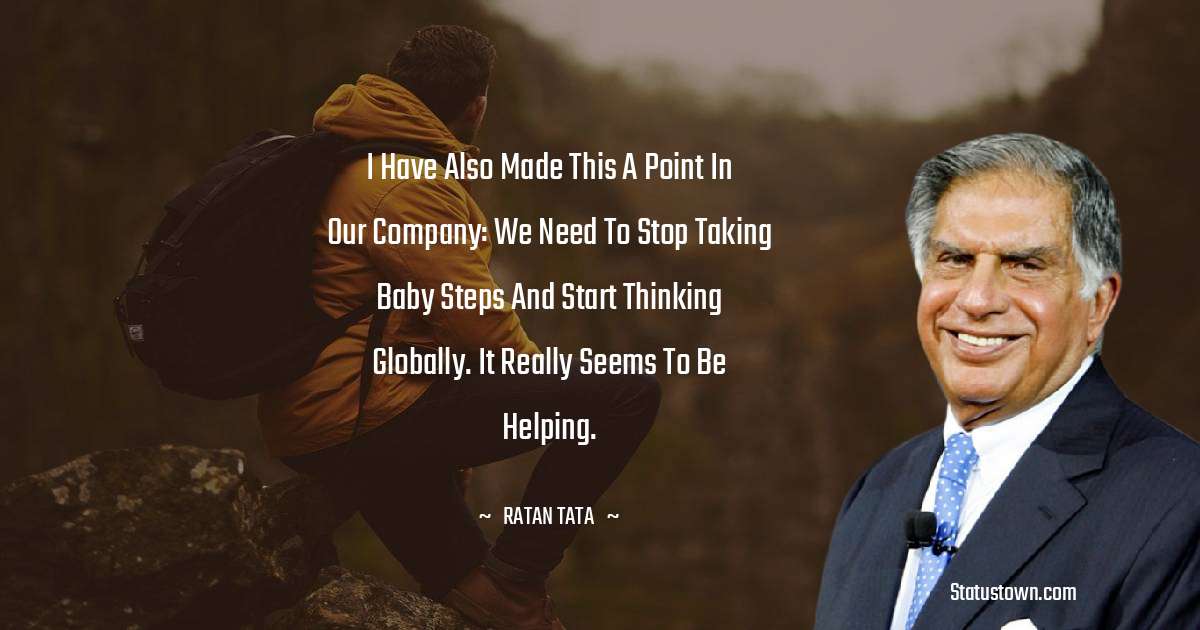 I Have Also Made This A Point In
Our Company: We Need To Stop Taking
Baby Steps And Start Thinking
Globally. It Really Seems To Be
Helping.
~ RATAN TATA ~
Statustown.com